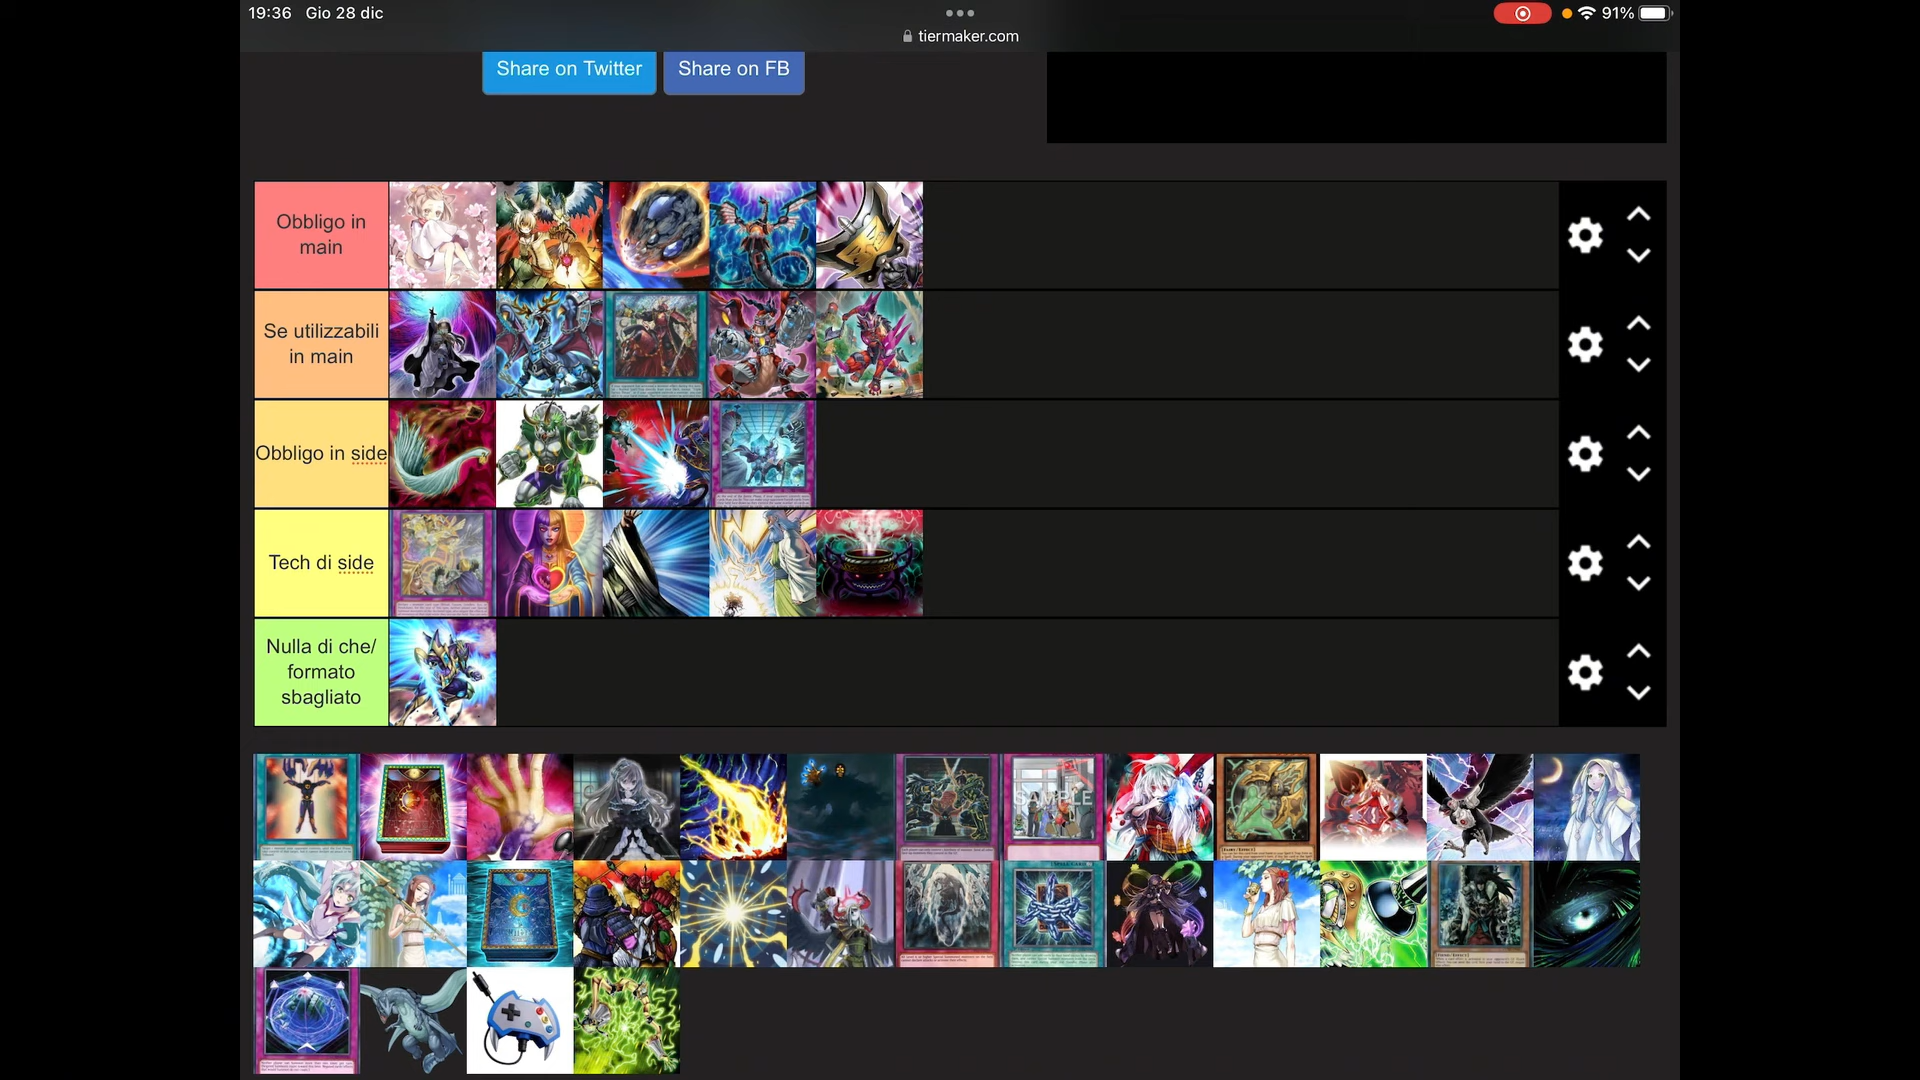 19:36 Gio 28 dic
91%
tiermaker.com
Share on Twitter
Share on FB
Obbligo in
main
Se utilizzabili
in main
Obbligo in side
Tech di side
Nulla di che/
formato
sbagliato
SAMPLE